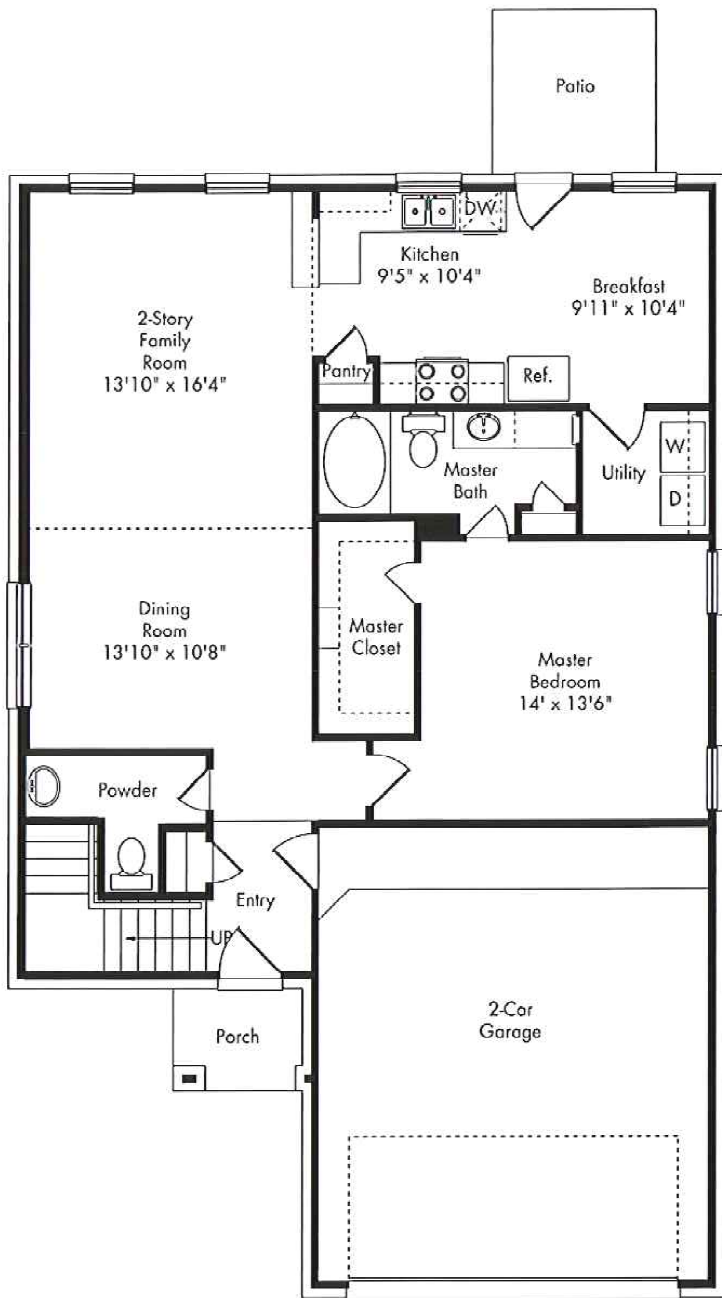 Patio
DW
Kitchen
9'5" x 10'4"
Breakfast
9'11" x 10'4"
2-Story
Family
Room
13'10" x 16'4"
Pantry
Ref.
Master
Bath
Utility
W
D
Dining
Room
13'10" x 10'8"
Master
Closet
Master
Bedroom
14' x 13'6"
Powder
Entry
UP
Porch
2-Car
Garage